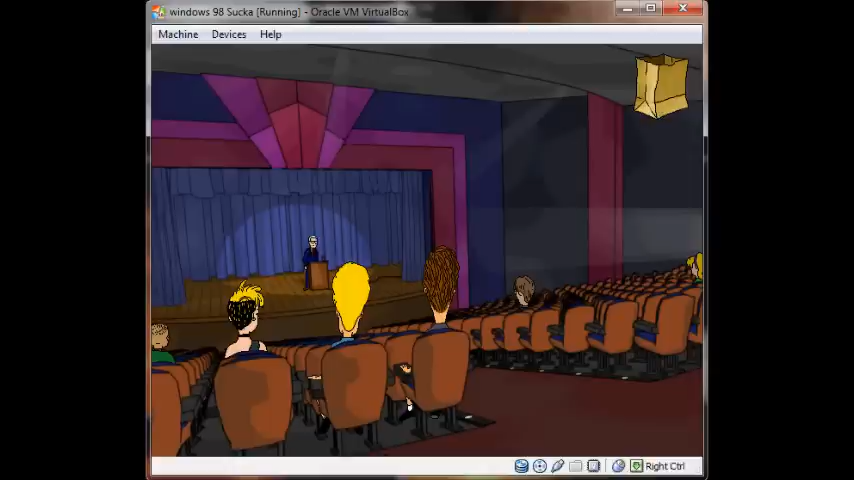 windows 98 Sucka [Running] - Oracle VM VirtualBox
Machine Devices Help
Right Ctrl